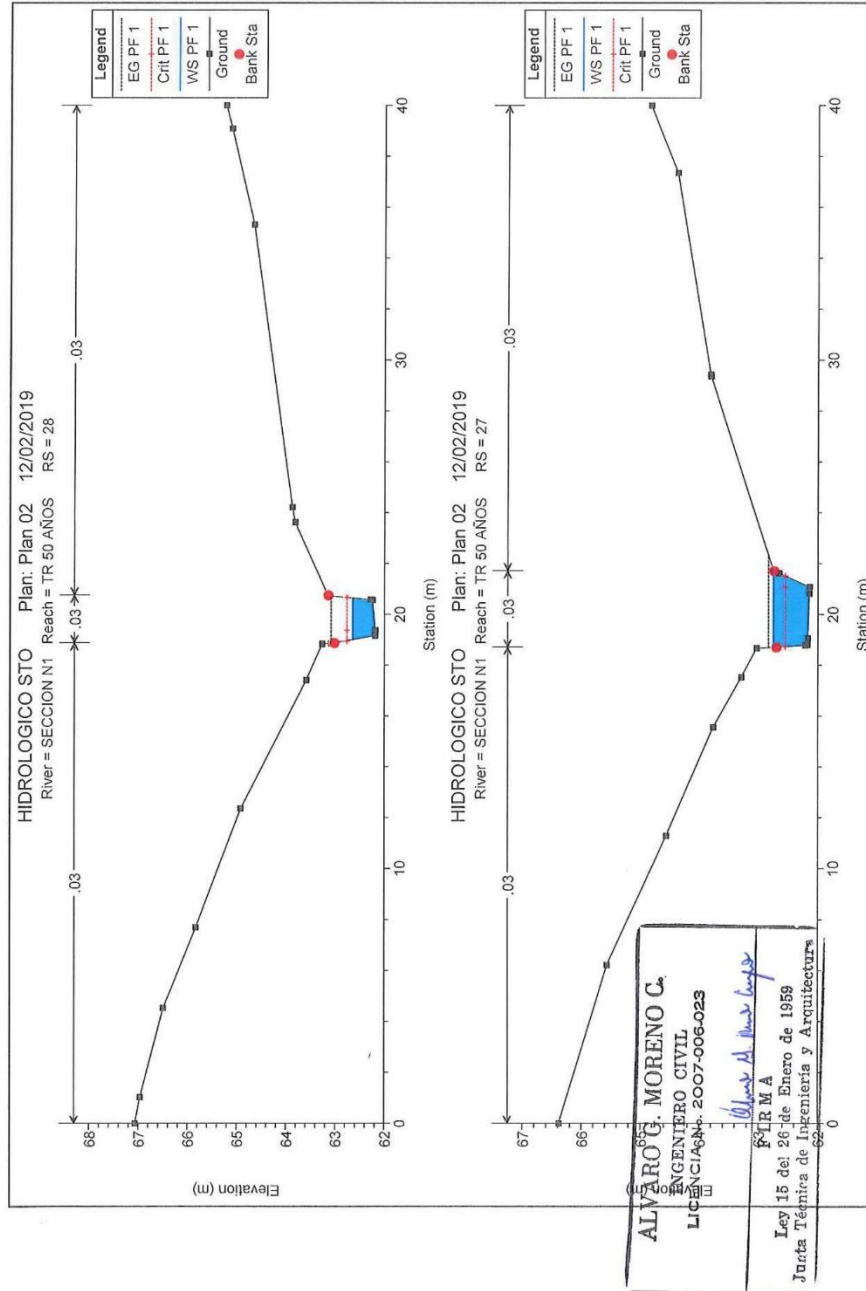 HIDROLOGICO STO Plan: Plan 02 12/02/2019
River = SECCION N1 Reach = TR 50 AÑOS RS = 28
.03
.03
.03
Legend
EG PF 1
Crit PF 1
WS PF 1
Ground
Bank Sta
Elevation (m)
68
67
66
65
64
63
62
0
10
20
30
40
Station (m)
HIDROLOGICO STO Plan: Plan 02 12/02/2019
River = SECCION N1 Reach = TR 50 AÑOS RS = 27
.03
.03
.03
Legend
EG PF 1
WS PF 1
Crit PF 1
Ground
Bank Sta
Elevation (m)
67
66
65
64
63
62
0
10
20
30
40
Station (m)
ALVARO G. MORENO C.
INGENIERO CIVIL
LICENCIA No. 2007-006-023
FIRMA
Ley 15 del 26 de Enero de 1959
Junta Técnica de Ingeniería y Arquitectura